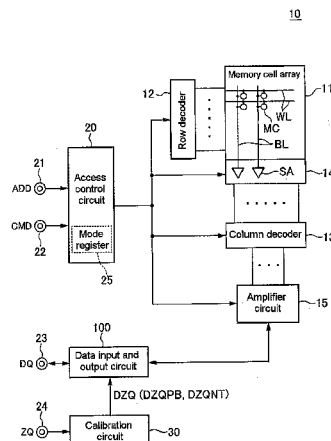 10
Memory cell array
12
Row decoder
11
WL
MC
BL
20
Access control circuit
21
ADD
CMD
22
Mode register
25
SA
14
Column decoder
13
Amplifier circuit
15
100
23
DQ
Data input and output circuit
DZQ (DZQPB, DZQNT)
24
ZQ
Calibration circuit
30